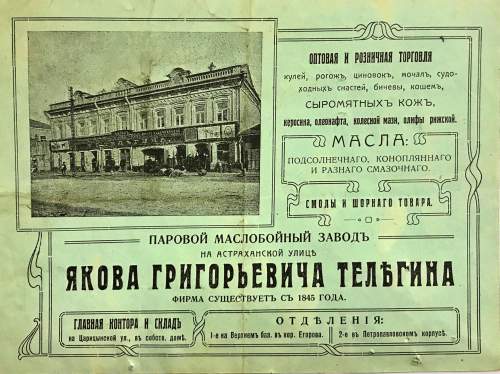 ОПТОВАЯ И РОЗНИЧНАЯ ТОРГОВЛЯ
кулей, рогожъ, циновокъ, мочалъ, судо-
ходныхъ снастей, бичевы, кошемъ,
СЫРОМЯТНЫХЪ КОЖЪ,
керосина, олеонафта, колесной мази, олифы рижской.
МАСЛА:
ПОДСОЛНЕЧНАГО, КОНОПЛЯННАГО
И РАЗНАГО СМАЗОЧНАГО.
СМОЛЫ И ШОРНАГО ТОВАРА.
ПАРОВОЙ МАСЛОБОЙНЫЙ ЗАВОДЪ
НА АСТРАХАНСКОЙ УЛИЦѢ
ЯКОВА ГРИГОРЬЕВИЧА ТЕЛѢГИНА
ФИРМА СУЩЕСТВУЕТЪ СЪ 1845 ГОДА.
ГЛАВНАЯ КОНТОРА И СКЛАДЪ
на Царицынской ул., въ собств. домѣ.
ОТДѢЛЕНІЯ:
1-е на Верхнемъ баз. въ кор. Егорова. 2-е въ Петропавловскомъ корпусѣ.